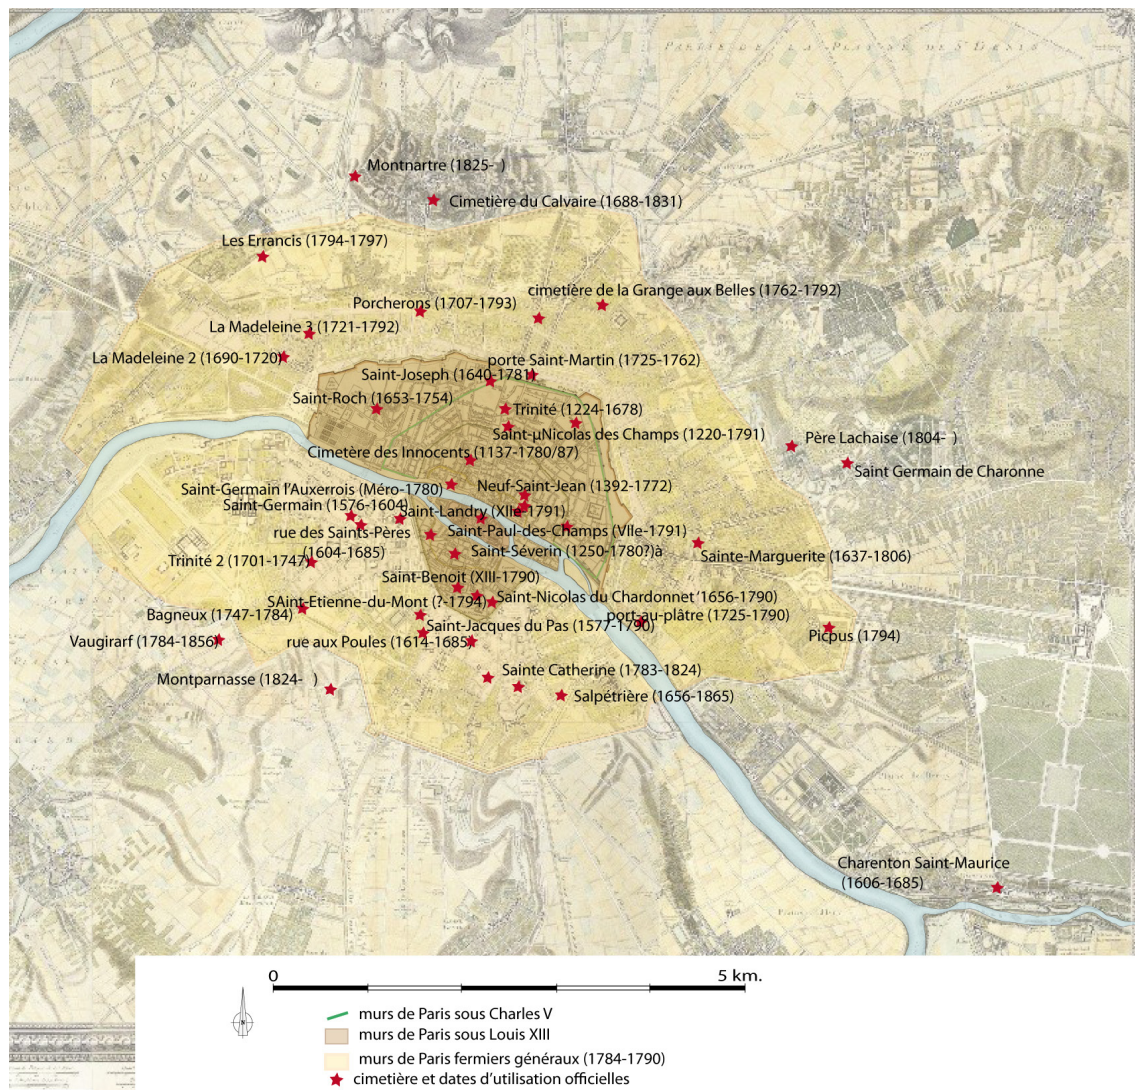 PARTIE DE LA PLAINE DE ST DENIS
Montnartre (1825-  )
Cimetière du Calvaire (1688-1831)
Les Errancis (1794-1797)
cimetière de la Grange aux Belles (1762-1792)
Porcherons (1707-1793)
La Madeleine 3 (1721-1792)
La Madeleine 2 (1690-1720)
porte Saint-Martin (1725-1762)
Saint-Joseph (1640-1781)
Saint-Roch (1653-1754)
Trinité (1224-1678)
Saint-µNicolas des Champs (1220-1791)
Père Lachaise (1804-  )
Cimetière des Innocents (1137-1780/87)
Saint Germain de Charonne
Saint-Germain l'Auxerrois (Méro-1780)
Neuf-Saint-Jean (1392-1772)
Saint-Germain (1576-1604)
Saint-Landry (XIIe-1791)
rue des Saints-Pères
(1604-1685)
Saint-Paul-des-Champs (VIIe-1791)
Saint-Séverin (1250-1780?)à
Sainte-Marguerite (1637-1806)
Trinité 2 (1701-1747)
Saint-Benoit (XIII-1790)
SAint-Etienne-du-Mont (?-1794)
Saint-Nicolas du Chardonnet '1656-1790)
Bagneux (1747-1784)
port-au-plâtre (1725-1790)
Saint-Jacques du Pas (1577-1790)
Picpus (1794)
Vaugirarf (1784-1856)
rue aux Poules (1614-1685)
Sainte Catherine (1783-1824)
Montparnasse (1824-  )
Salpétrière (1656-1865)
Charenton Saint-Maurice
(1606-1685)
0
5 km.
N
murs de Paris sous Charles V
murs de Paris sous Louis XIII
murs de Paris fermiers généraux (1784-1790)
cimetière et dates d'utilisation officielles